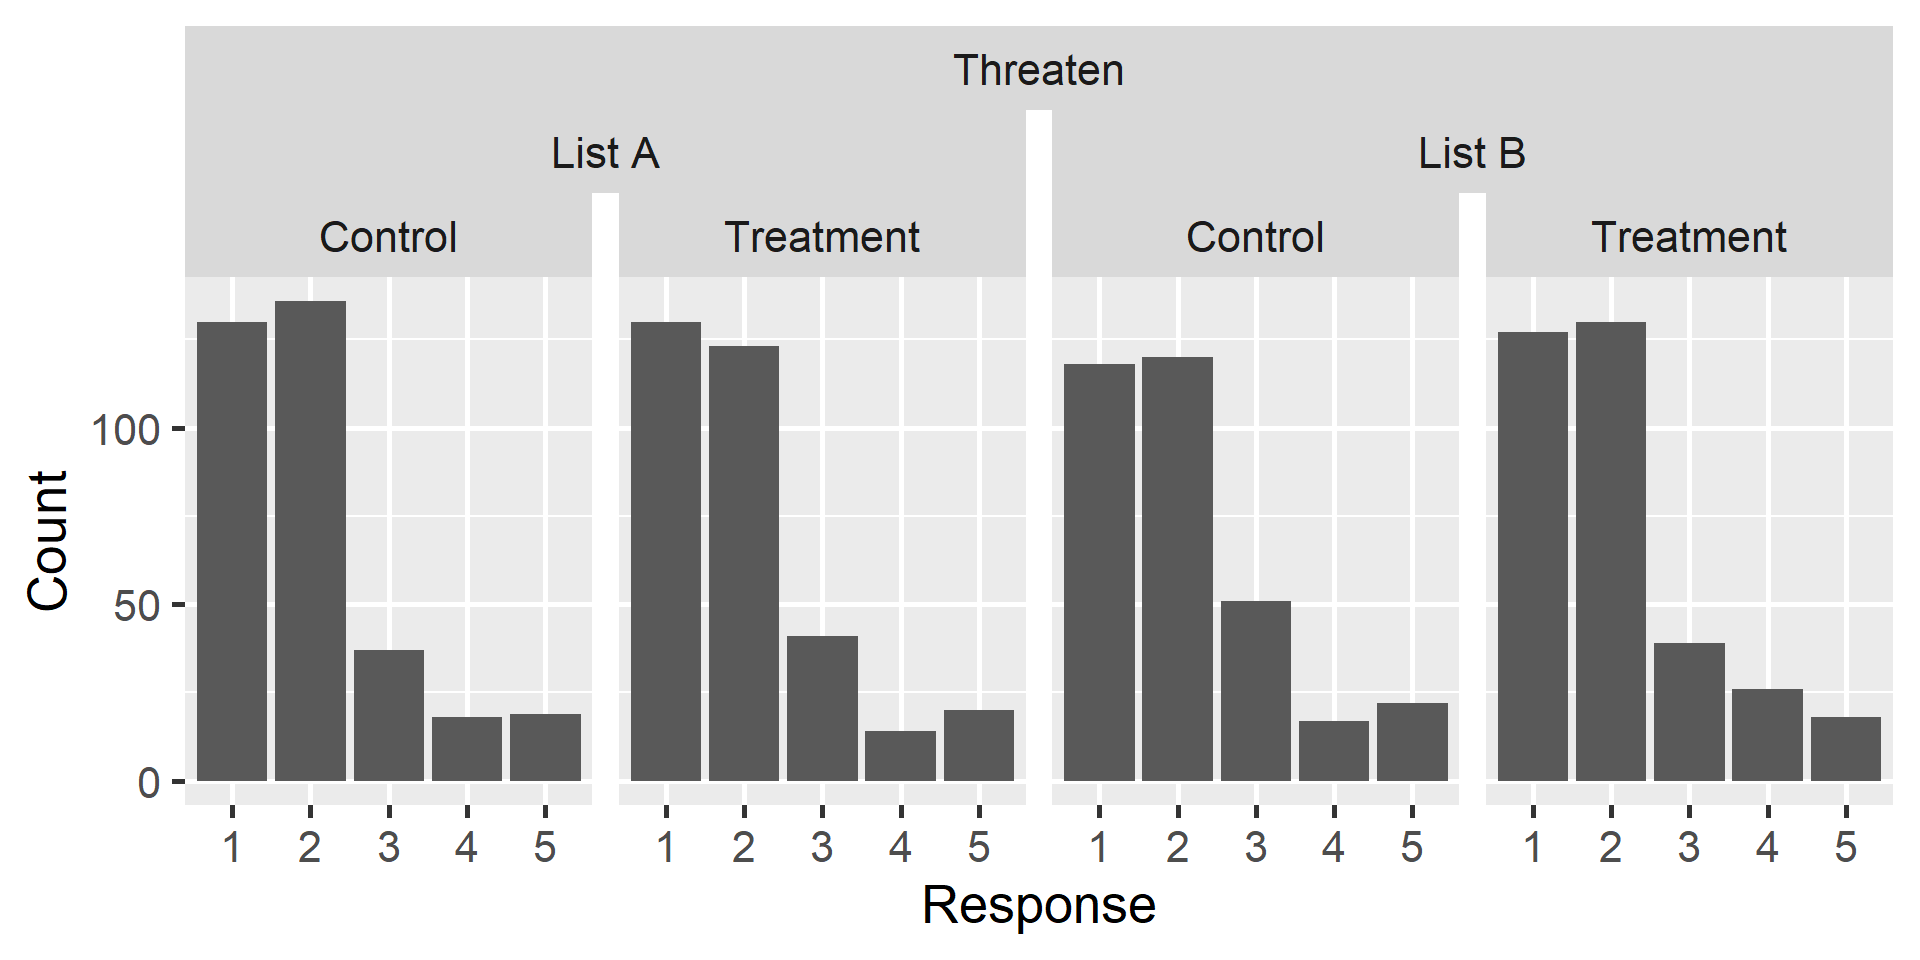 Threaten
List A List B
Control Treatment Control Treatment
100
50
0
Count
1 2 3 4 5 1 2 3 4 5 1 2 3 4 5 1 2 3 4 5
Response